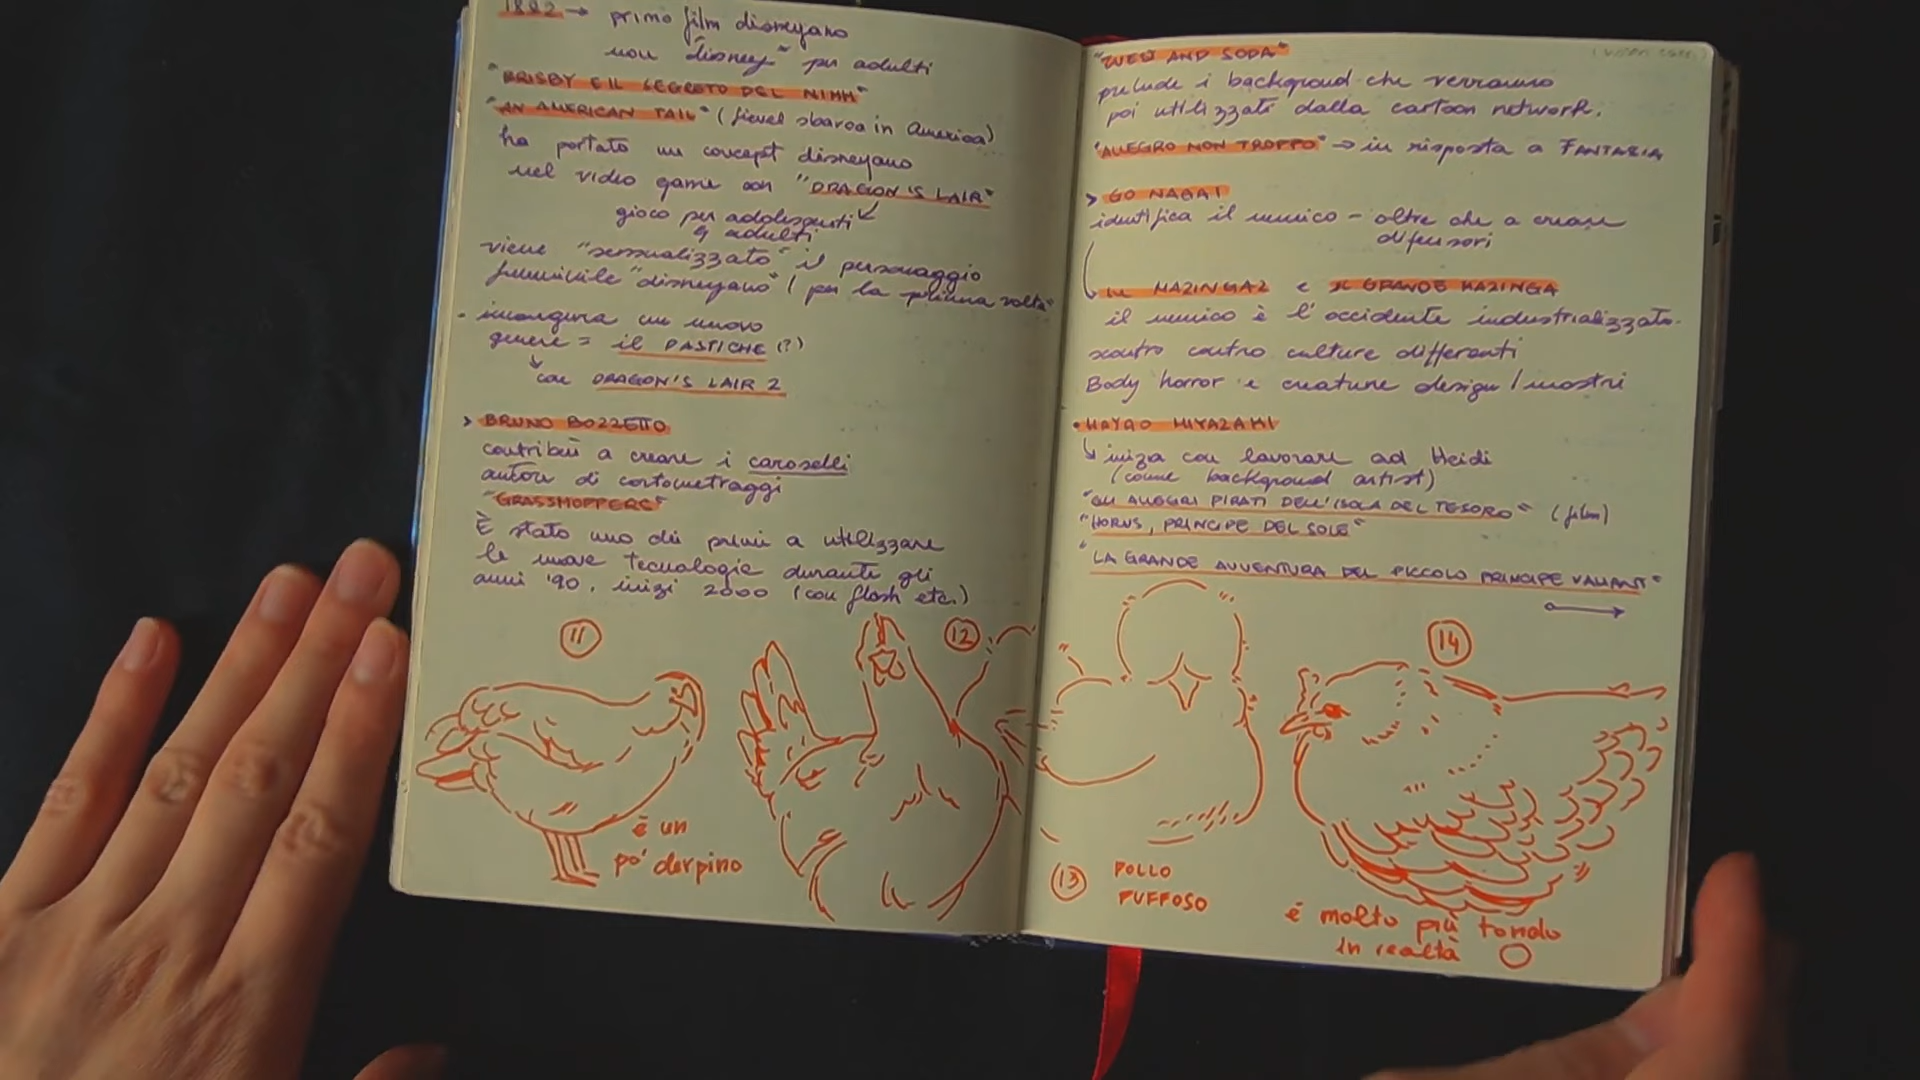 1882 → primo film disneyano
non "disney" per adulti
"BRISBY E IL SEGRETO DEL NIMH"
"AN AMERICAN TAIL" (fievel sbarca in America)
ha portato un concept disneyano
nel video game con "DRAGON'S LAIR"
gioco per adolescenti
e adulti
viene "sessualizzato" il personaggio
femminile "disneyano" (per la prima volta"
- inaugura un nuovo
genere = il PASTICHE (?)
↓
con DRAGON'S LAIR 2
> BRUNO BOZZETTO
contribuì a creare i caroselli
autore di cortometraggi
"GRASSHOPPERS"
È stato uno dei primi a utilizzare
le nuove tecnologie durante gli
anni '90, inizi 2000 (con flash etc.)
11
12
è un
po' derpino
"WEST AND SODA"
prelude i backgroud che verranno
poi utilizzati dalla cartoon network.
"ALLEGRO NON TROPPO" → in risposta a FANTASIA
> GO NAGAI
identifica il nemico - oltre che a creare
difensori
in MAZINGA Z e IL GRANDE MAZINGA
il nemico è l'occidente industrializzato.
scontro contro culture differenti
Body horror e creature design / mostri
• HAYAO MIYAZAKI
↳ inizia con lavorare ad Heidi
(come background artist)
"GLI ALLEGRI PIRATI DELL'ISOLA DEL TESORO" (film)
"HORUS, PRINCIPE DEL SOLE"
"LA GRANDE AVVENTURA DEL PICCOLO PRINCIPE VALIANT"
14
13
POLLO
PUFFOSO
è molto più tondo
in realtà